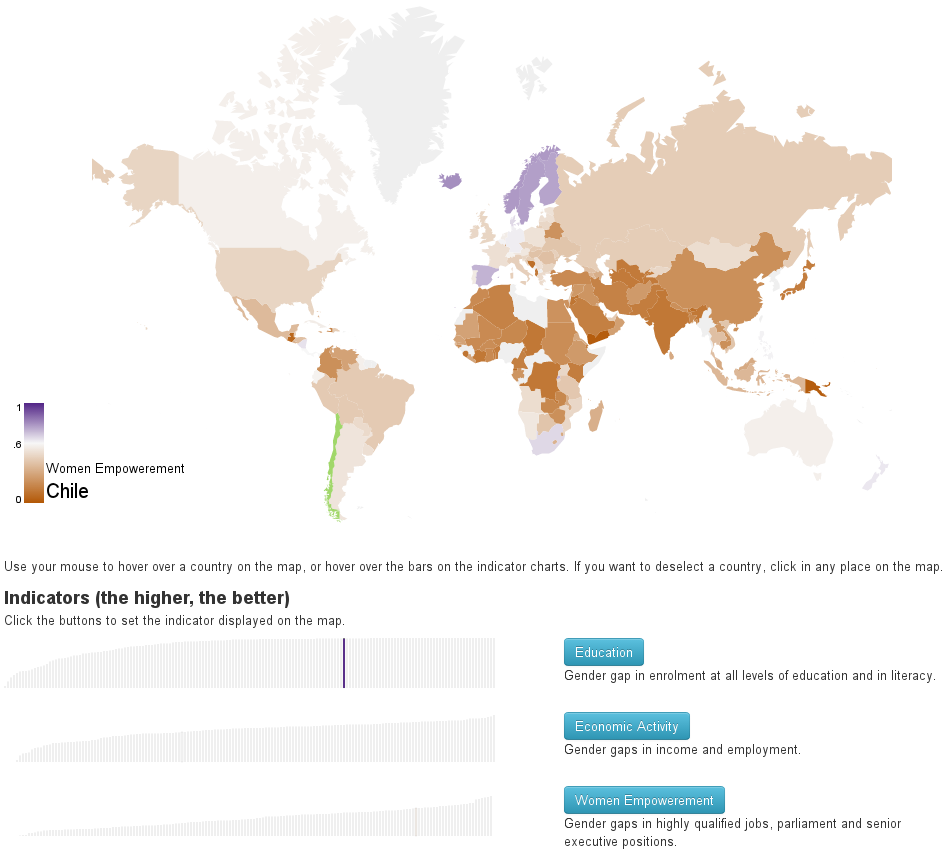 1
.6
Women Empowerement
Chile
0
Use your mouse to hover over a country on the map, or hover over the bars on the indicator charts. If you want to deselect a country, click in any place on the map.
Indicators (the higher, the better)
Click the buttons to set the indicator displayed on the map.
Education
Gender gap in enrolment at all levels of education and in literacy.
Economic Activity
Gender gaps in income and employment.
Women Empowerement
Gender gaps in highly qualified jobs, parliament and senior
executive positions.